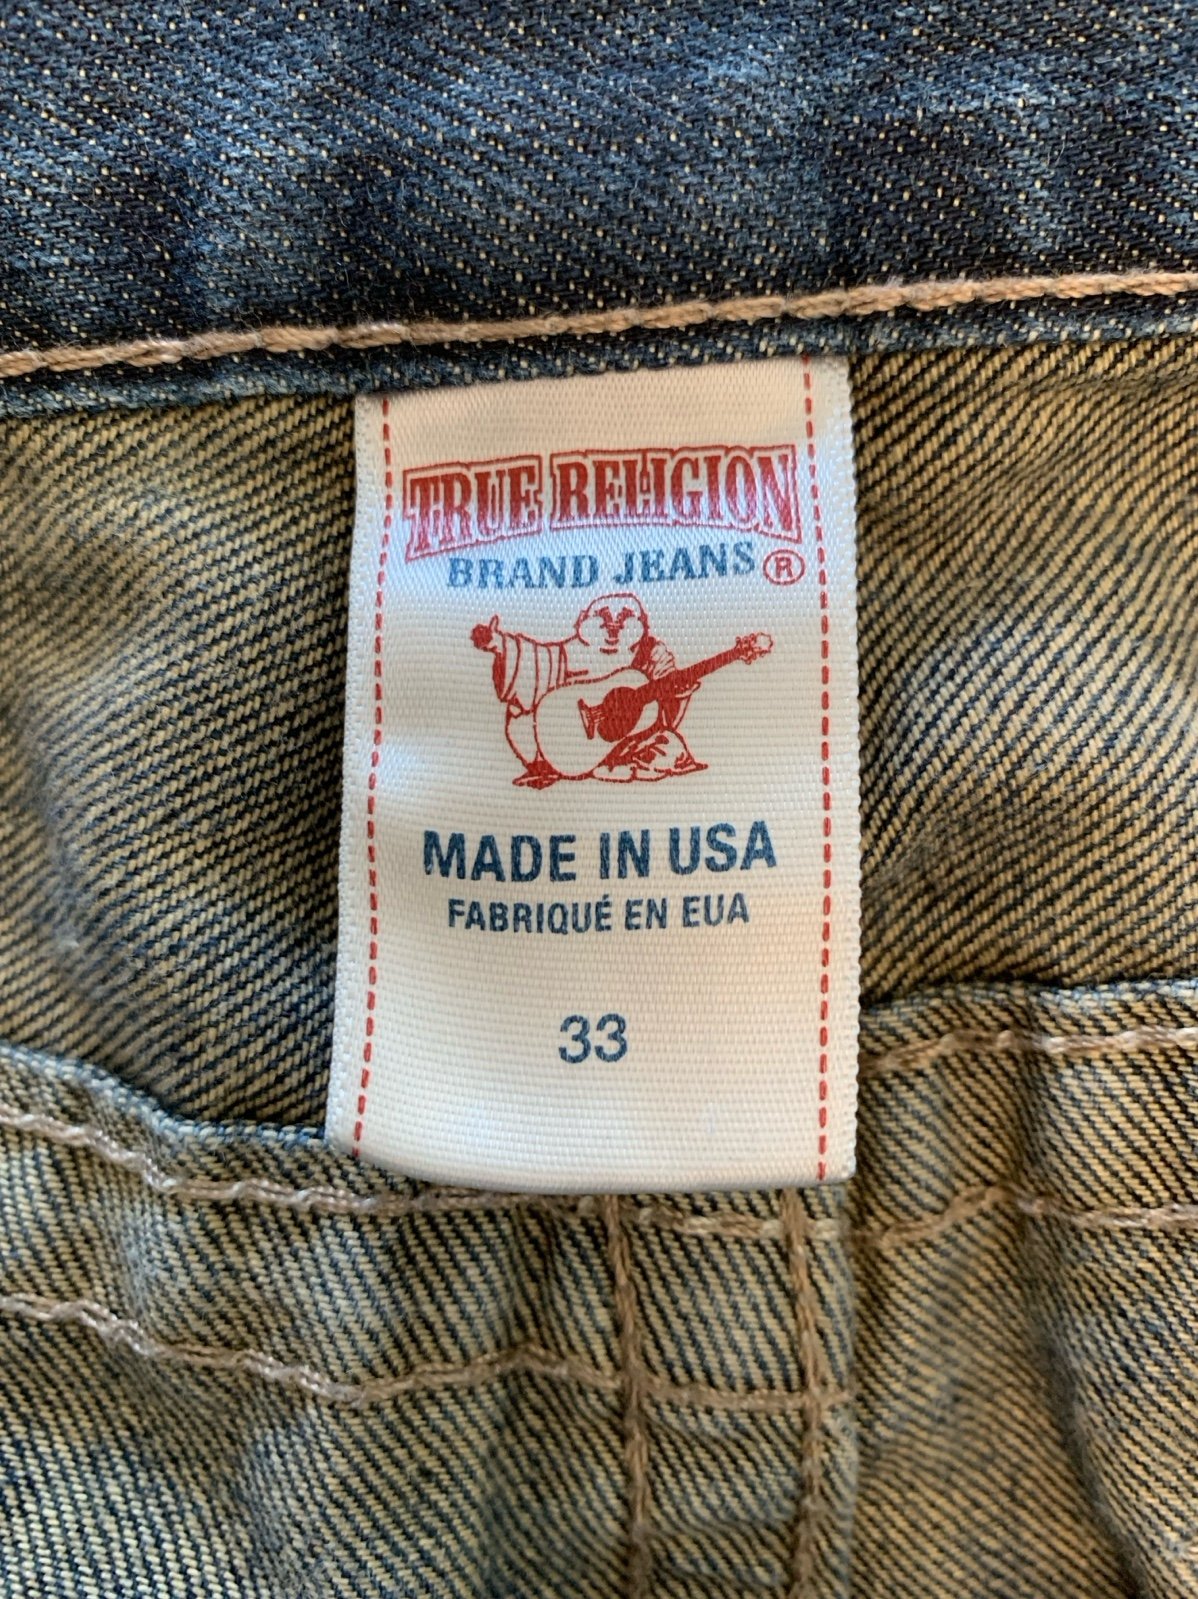 TRUE RELIGION
BRAND JEANS ®
MADE IN USA
FABRIQUÉ EN EUA
33